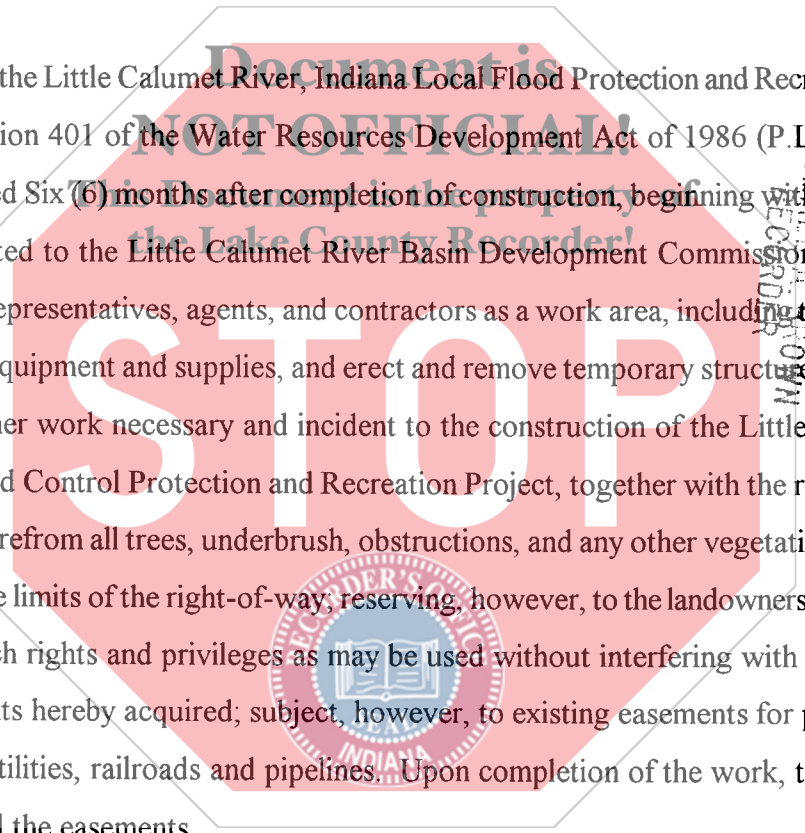 Document is
the Little Calumet River, Indiana Local Flood Protection and Recr
NOT OFFICIAL!
ion 401 of the Water Resources Development Act of 1986 (P.L
This Document is the property of
d Six (6) months after completion of construction, beginning with
the Lake County Recorder!
ted to the Little Calumet River Basin Development Commission
epresentatives, agents, and contractors as a work area, including t
quipment and supplies, and erect and remove temporary structure
er work necessary and incident to the construction of the Little
d Control Protection and Recreation Project, together with the r
refrom all trees, underbrush, obstructions, and any other vegetati
e limits of the right-of-way; reserving, however, to the landowners
h rights and privileges as may be used without interfering with
ts hereby acquired; subject, however, to existing easements for p
tilities, railroads and pipelines. Upon completion of the work, t
d the easements
STOP
RECORDER'S OFFICE
SEAL
INDIANA
RECORDER